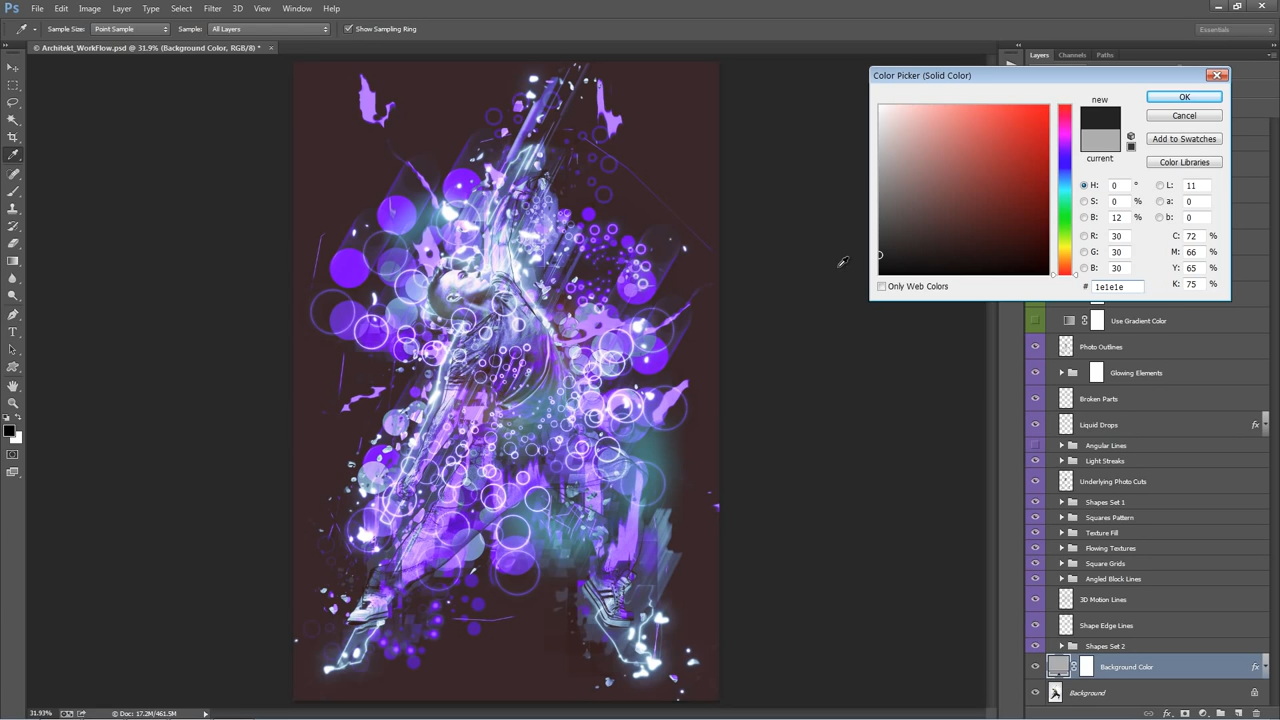 Ps File Edit Image Layer Type Select Filter 3D View Window Help
Sample Size: Point Sample Sample: All Layers Show Sampling Ring Essentials
© Architekt_WorkFlow.psd @ 31.9% (Background Color, RGB/8) *
Layers Channels Paths
Color Picker (Solid Color)
new
current
OK
Cancel
Add to Swatches
Color Libraries
H: 0 ° L: 11
S: 0 % a: 0
B: 12 % b: 0
R: 30 C: 72 %
G: 30 M: 66 %
B: 30 Y: 65 %
K: 75 %
Only Web Colors # 1e1e1e
Use Gradient Color
Photo Outlines
Glowing Elements
Broken Parts
Liquid Drops fx
Angular Lines
Light Streaks
Underlying Photo Cuts
Shapes Set 1
Squares Pattern
Texture Fill
Flowing Textures
Square Grids
Angled Block Lines
3D Motion Lines
Shape Edge Lines
Shapes Set 2
Background Color fx
Background
31.93% Doc: 17.2M/461.5M fx